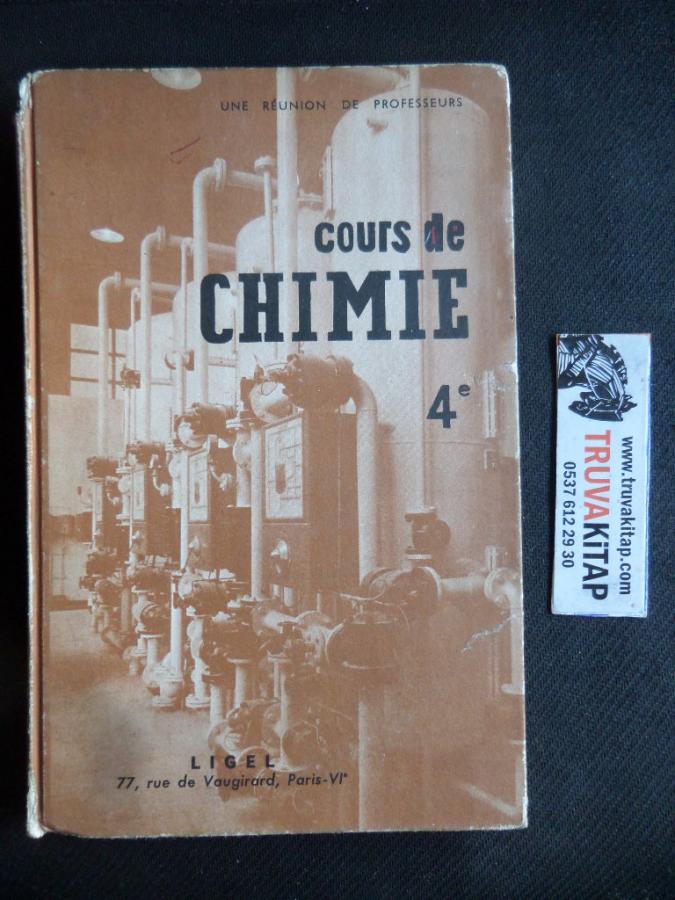 UNE RÉUNION DE PROFESSEURS
cours de
CHIMIE
4e
LIGEL
77, rue de Vaugirard, Paris-VIe
www.truvakitap.com
TRUVAKiTAP
0537 612 29 30